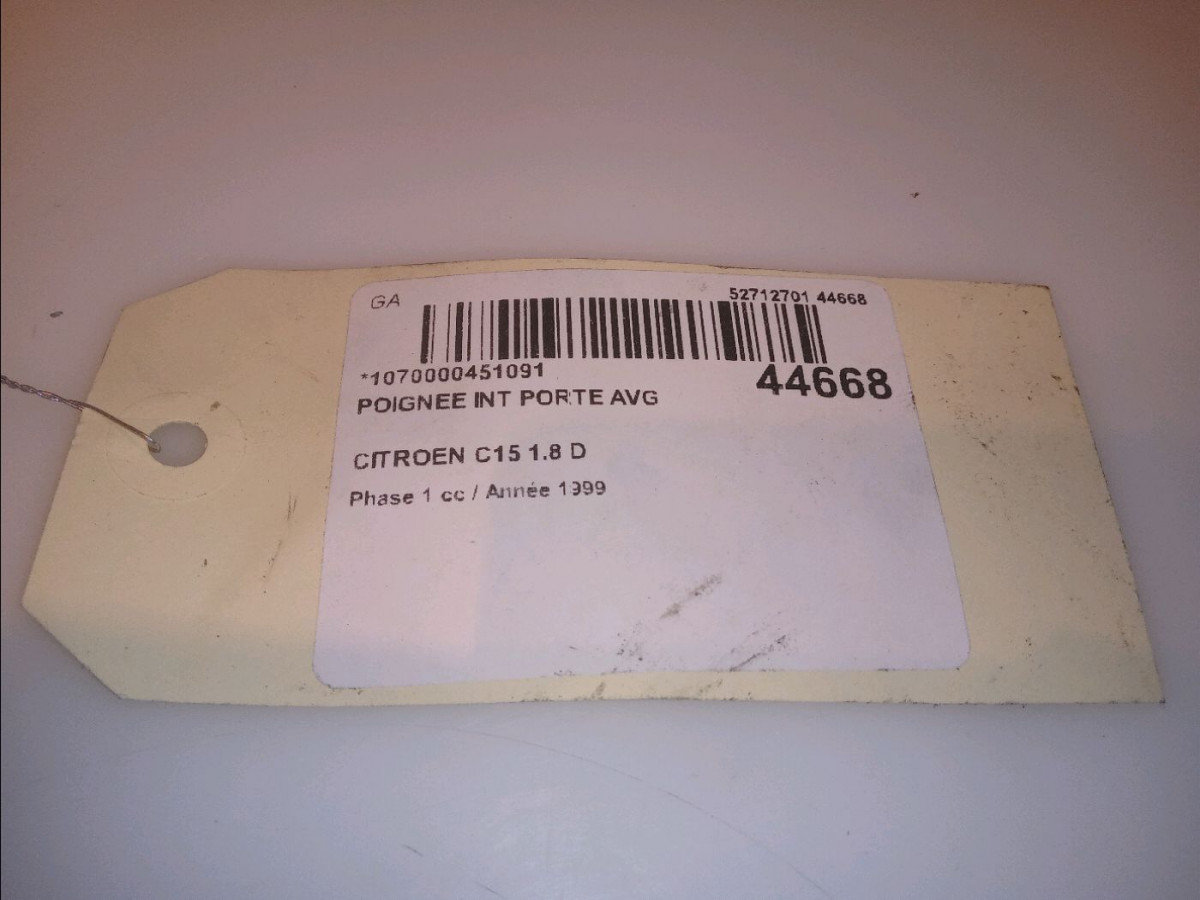 GA
52712701 44668
*1070000451091
44668
POIGNEE INT PORTE AVG
CITROEN C15 1.8 D
Phase 1 cc / Année 1999